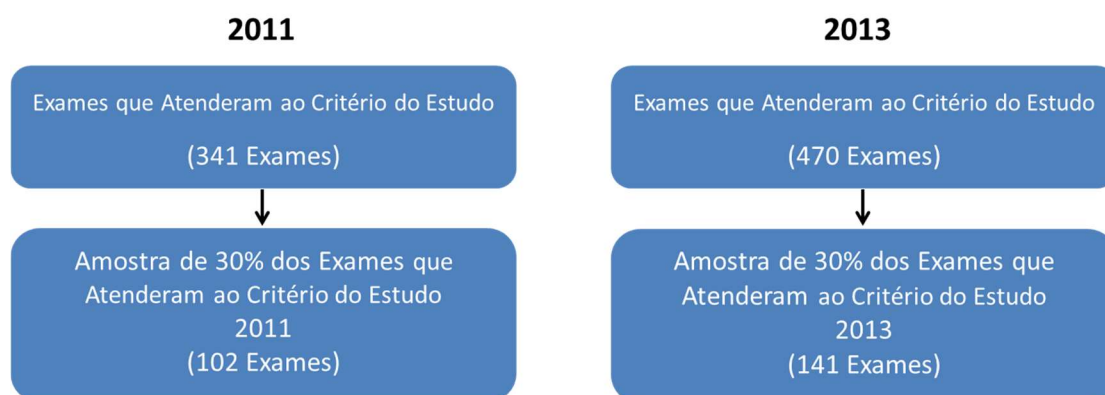 2011
Exames que Atenderam ao Critério do Estudo
(341 Exames)
Amostra de 30% dos Exames que
Atenderam ao Critério do Estudo
2011
(102 Exames)
2013
Exames que Atenderam ao Critério do Estudo
(470 Exames)
Amostra de 30% dos Exames que
Atenderam ao Critério do Estudo
2013
(141 Exames)